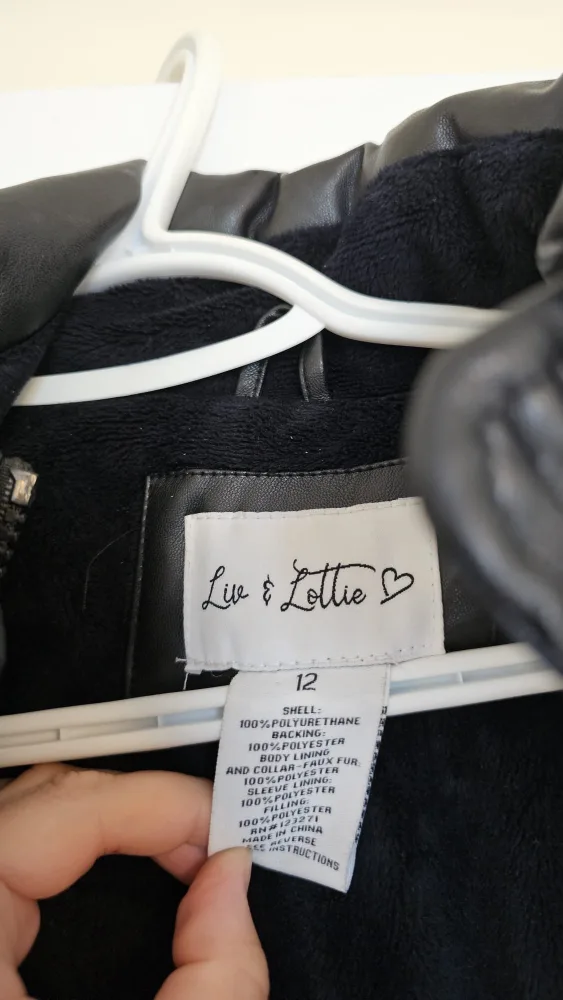 Liv & Lottie
12
SHELL:
100%POLYURETHANE
BACKING:
100%POLYESTER
BODY LINING
AND COLLAR-FAUX FUR:
100%POLYESTER
SLEEVE LINING:
100%POLYESTER
FILLING:
100%POLYESTER
RN#123271
MADE IN CHINA
REVERSE
INSTRUCTIONS